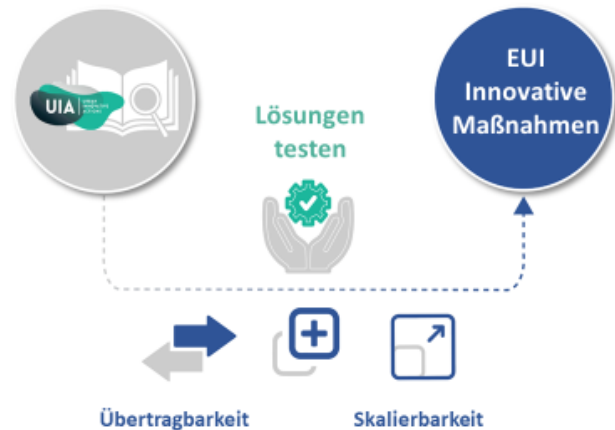 UIA
EUI
Innovative
Maßnahmen
Lösungen
testen
Übertragbarkeit
Skalierbarkeit